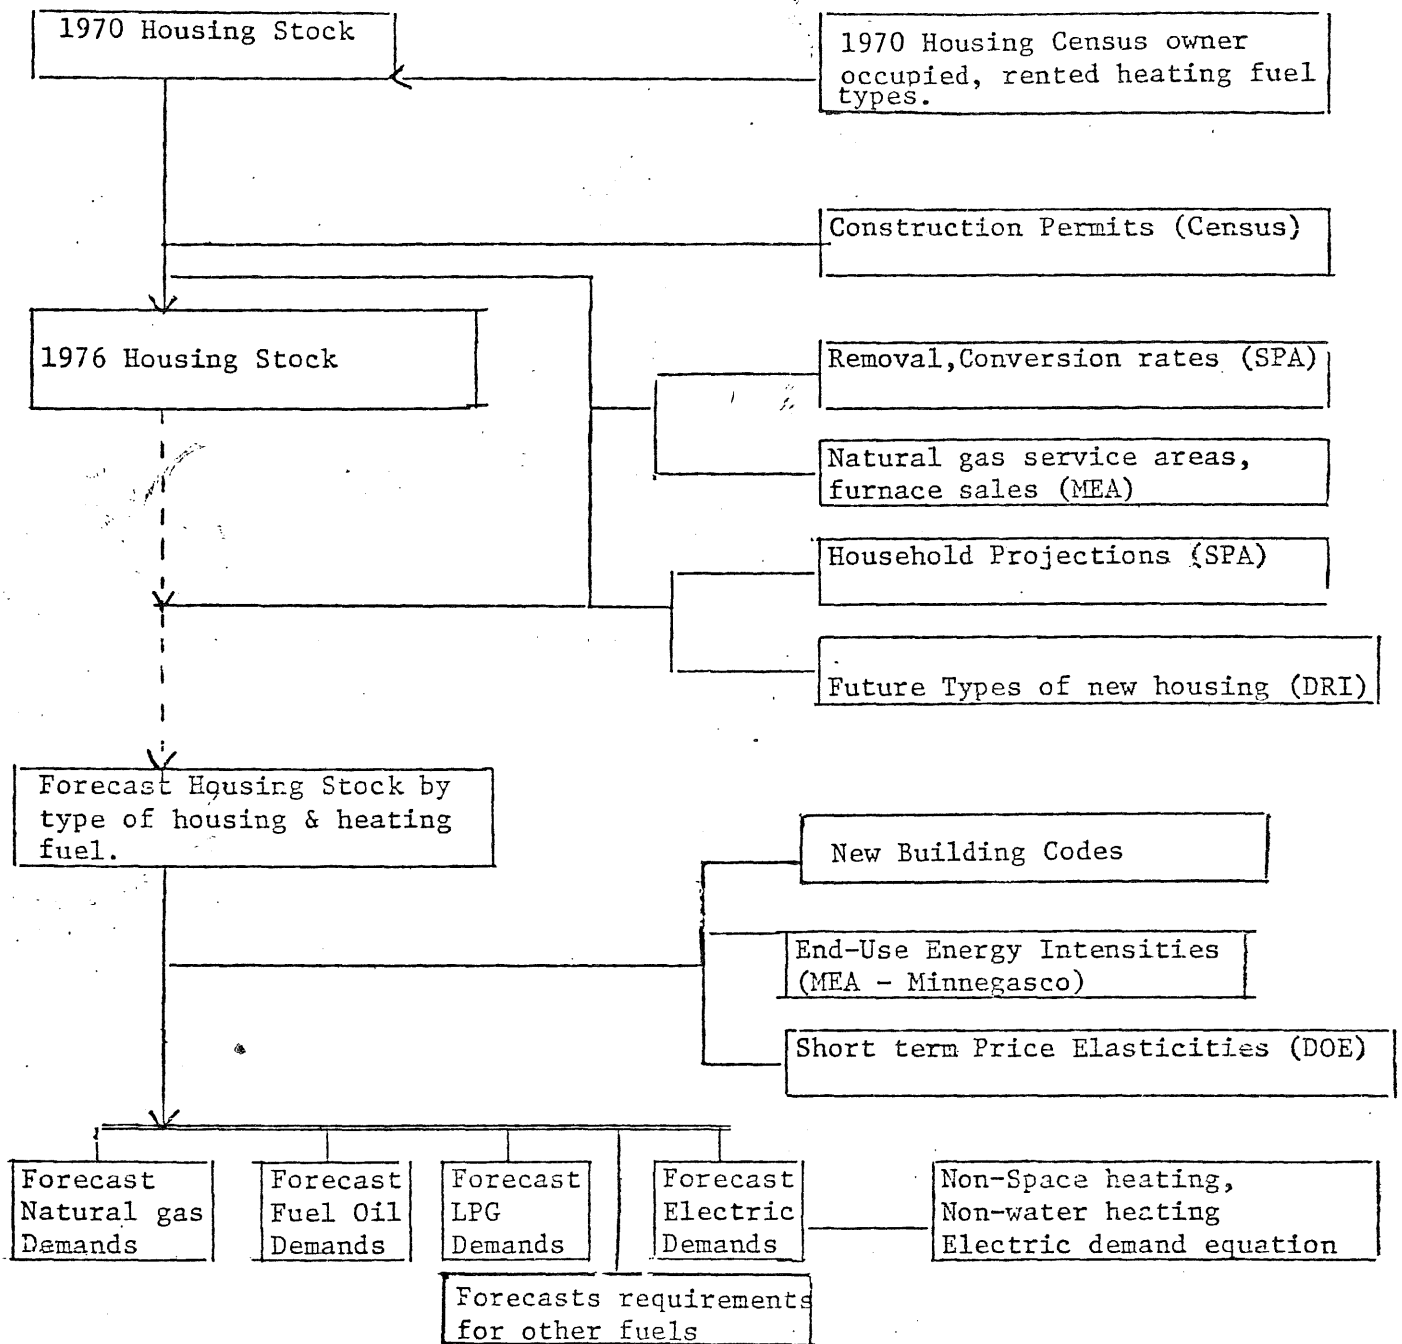 1970 Housing Stock
1970 Housing Census owner
occupied, rented heating fuel
types.
Construction Permits (Census)
1976 Housing Stock
Removal,Conversion rates (SPA)
Natural gas service areas,
furnace sales (MEA)
Household Projections (SPA)
Future Types of new housing (DRI)
Forecast Housing Stock by
type of housing & heating
fuel.
New Building Codes
End-Use Energy Intensities
(MEA - Minnegasco)
Short term Price Elasticities (DOE)
Forecast
Natural gas
Demands
Forecast
Fuel Oil
Demands
Forecast
LPG
Demands
Forecast
Electric
Demands
Non-Space heating,
Non-water heating
Electric demand equation
Forecasts requirements
for other fuels